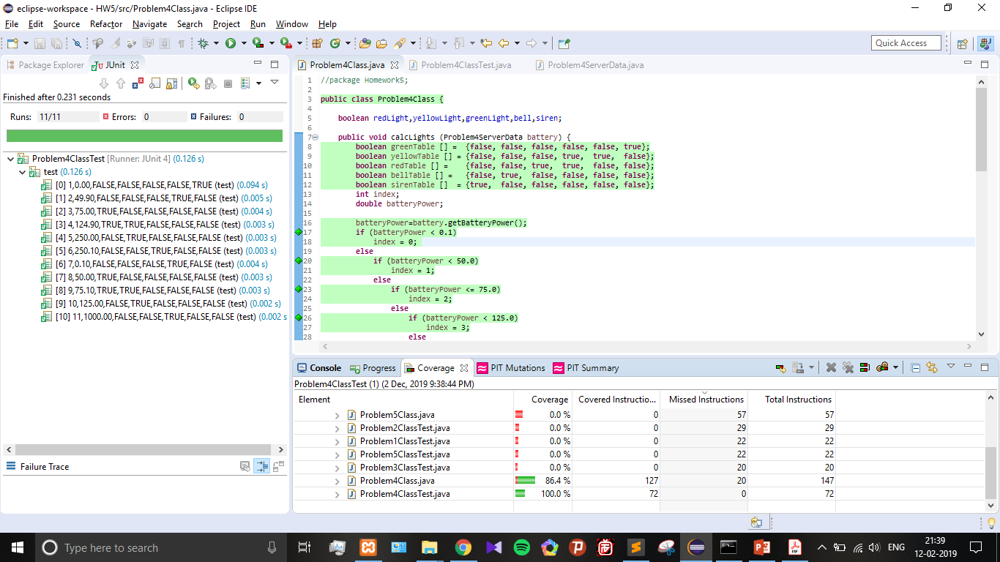 eclipse-workspace - HW5/src/Problem4Class.java - Eclipse IDE
File Edit Source Refactor Navigate Search Project Run Window Help
Quick Access
Package Explorer JUnit
Finished after 0.231 seconds
Runs: 11/11 Errors: 0 Failures: 0
Problem4ClassTest [Runner: JUnit 4] (0.126 s)
test (0.126 s)
[0] 1,0.00,FALSE,FALSE,FALSE,FALSE,TRUE (test) (0.094 s)
[1] 2,49.90,FALSE,FALSE,FALSE,TRUE,FALSE (test) (0.005 s)
[2] 3,75.00,TRUE,FALSE,FALSE,FALSE,FALSE (test) (0.004 s)
[3] 4,124.90,TRUE,TRUE,FALSE,FALSE,FALSE (test) (0.003 s)
[4] 5,250.00,FALSE,TRUE,FALSE,FALSE,FALSE (test) (0.003 s)
[5] 6,250.10,FALSE,FALSE,TRUE,FALSE,FALSE (test) (0.003 s)
[6] 7,0.10,FALSE,FALSE,FALSE,TRUE,FALSE (test) (0.004 s)
[7] 8,50.00,TRUE,FALSE,FALSE,FALSE,FALSE (test) (0.003 s)
[8] 9,75.10,TRUE,TRUE,FALSE,FALSE,FALSE (test) (0.003 s)
[9] 10,125.00,FALSE,TRUE,FALSE,FALSE,FALSE (test) (0.002 s)
[10] 11,1000.00,FALSE,FALSE,TRUE,FALSE,FALSE (test) (0.002 s
Failure Trace
Problem4Class.java Problem4ClassTest.java Problem4ServerData.java
1 //package Homework5;
2
3 public class Problem4Class {
4
5 boolean redLight,yellowLight,greenLight,bell,siren;
6
7 public void calcLights (Problem4ServerData battery) {
8 boolean greenTable [] = {false, false, false, false, false, true};
9 boolean yellowTable [] = {false, false, false, true, true, false};
10 boolean redTable [] = {false, false, true, true, false, false};
11 boolean bellTable [] = {false, true, false, false, false, false};
12 boolean sirenTable [] = {true, false, false, false, false, false};
13 int index;
14 double batteryPower;
15
16 batteryPower=battery.getBatteryPower();
17 if (batteryPower < 0.1)
18 index = 0;
19 else
20 if (batteryPower < 50.0)
21 index = 1;
22 else
23 if (batteryPower <= 75.0)
24 index = 2;
25 else
26 if (batteryPower < 125.0)
27 index = 3;
28 else
Console Progress Coverage PIT Mutations PIT Summary
Problem4ClassTest (1) (2 Dec, 2019 9:38:44 PM)
Element Coverage Covered Instructio... Missed Instructions Total Instructions
Problem5Class.java 0.0 % 0 57 57
Problem2ClassTest.java 0.0 % 0 29 29
Problem1ClassTest.java 0.0 % 0 22 22
Problem5ClassTest.java 0.0 % 0 22 22
Problem3ClassTest.java 0.0 % 0 20 20
Problem4Class.java 86.4 % 127 20 147
Problem4ClassTest.java 100.0 % 72 0 72
Type here to search
ENG
21:39
12-02-2019